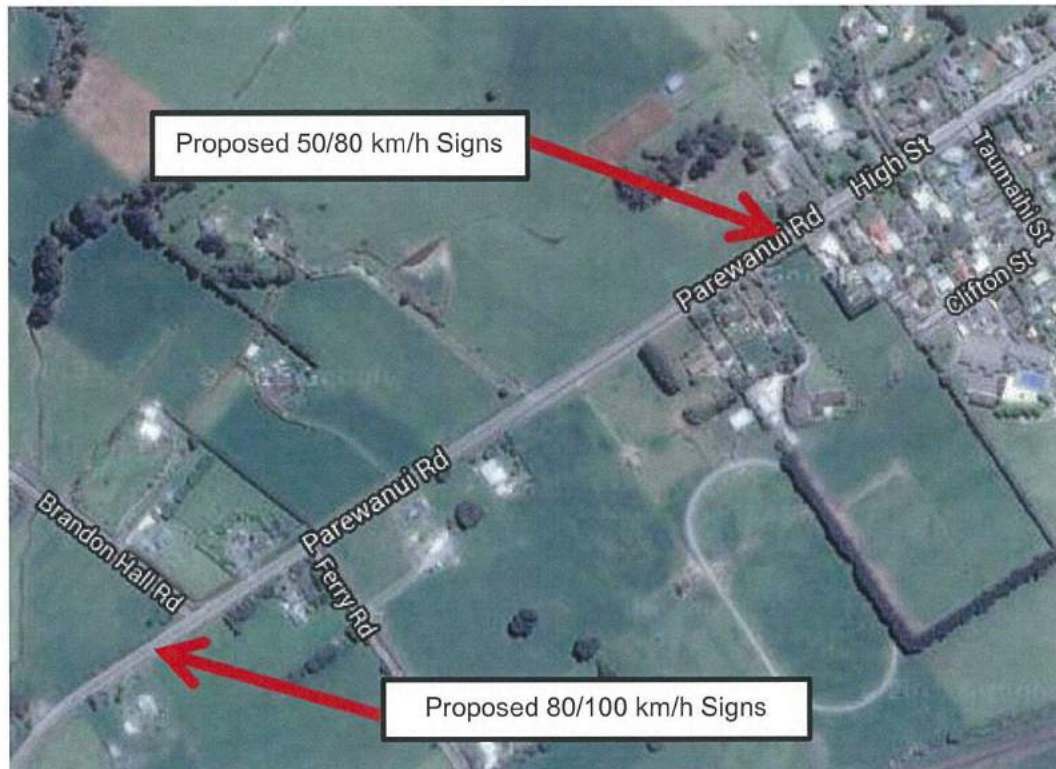 Proposed 50/80 km/h Signs
High St
Taumaihi St
Parewanui Rd
Clifton St
Parewanui Rd
Brandon Hall Rd
Ferry Rd
Proposed 80/100 km/h Signs